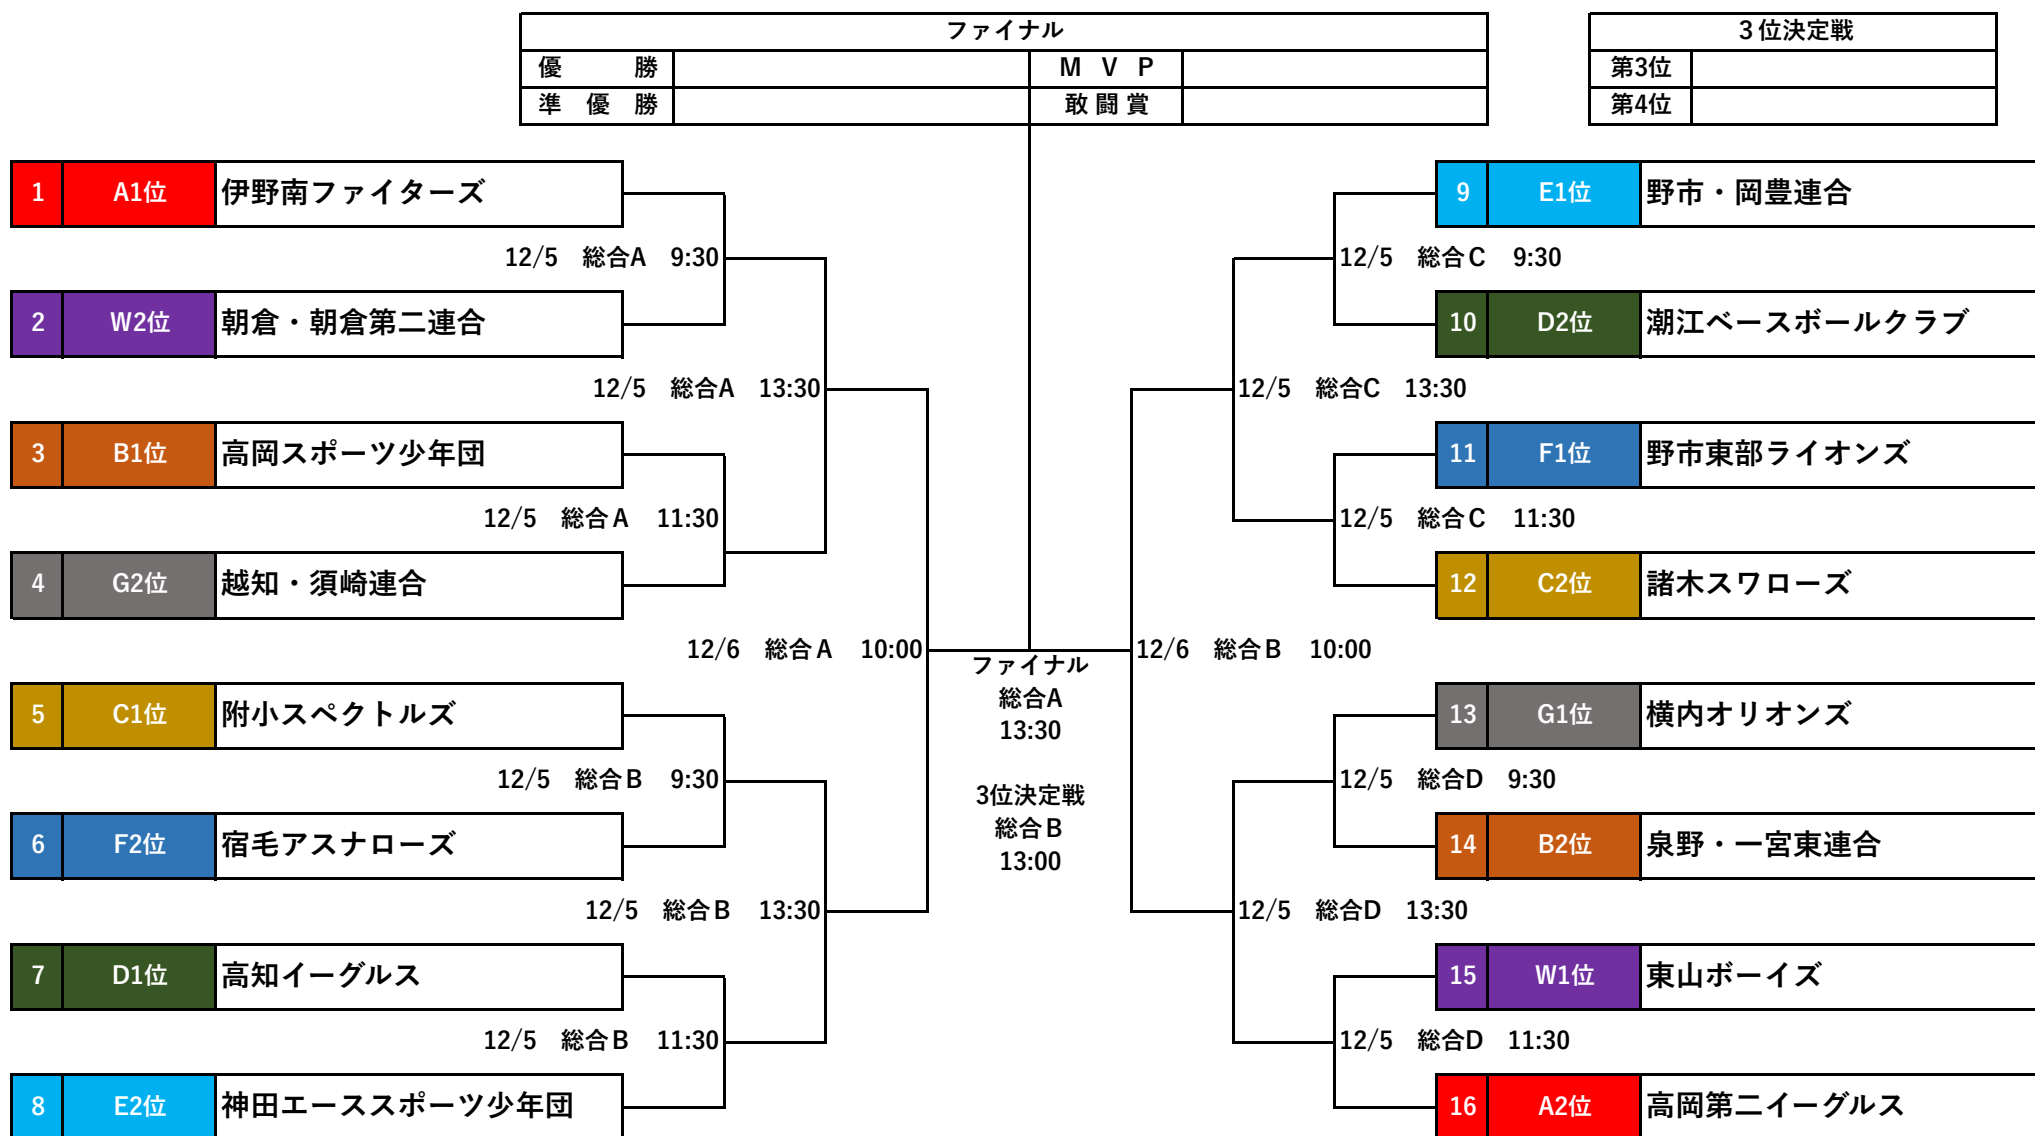 ファイナル
優　勝　MVP
準優勝　敢闘賞
３位決定戦
第3位
第4位
1 A1位 伊野南ファイターズ
12/5　総合A　9:30
2 W2位 朝倉・朝倉第二連合
12/5　総合A　13:30
3 B1位 高岡スポーツ少年団
12/5　総合Ａ　11:30
4 G2位 越知・須崎連合
12/6　総合Ａ　10:00
5 C1位 附小スペクトルズ
12/5　総合Ｂ　9:30
6 F2位 宿毛アスナローズ
12/5　総合Ｂ　13:30
7 D1位 高知イーグルス
12/5　総合Ｂ　11:30
8 E2位 神田エーススポーツ少年団
ファイナル
総合A
13:30
3位決定戦
総合Ｂ
13:00
9 E1位 野市・岡豊連合
12/5　総合Ｃ　9:30
10 D2位 潮江ベースボールクラブ
12/5　総合C　13:30
11 F1位 野市東部ライオンズ
12/5　総合Ｃ　11:30
12 C2位 諸木スワローズ
12/6　総合Ｂ　10:00
13 G1位 横内オリオンズ
12/5　総合D　9:30
14 B2位 泉野・一宮東連合
12/5　総合D　13:30
15 W1位 東山ボーイズ
12/5　総合D　11:30
16 A2位 高岡第二イーグルス